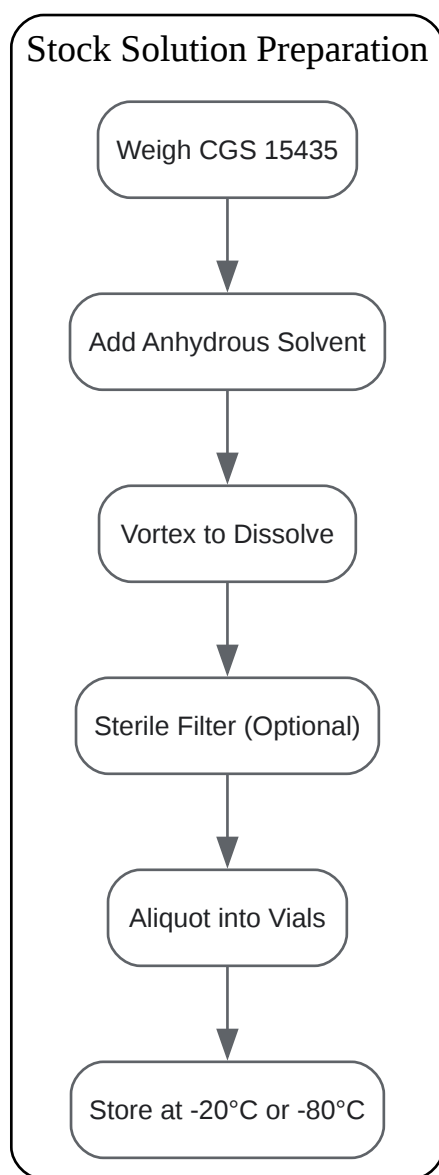 Stock Solution Preparation
Weigh CGS 15435
Add Anhydrous Solvent
Vortex to Dissolve
Sterile Filter (Optional)
Aliquot into Vials
Store at -20°C or -80°C